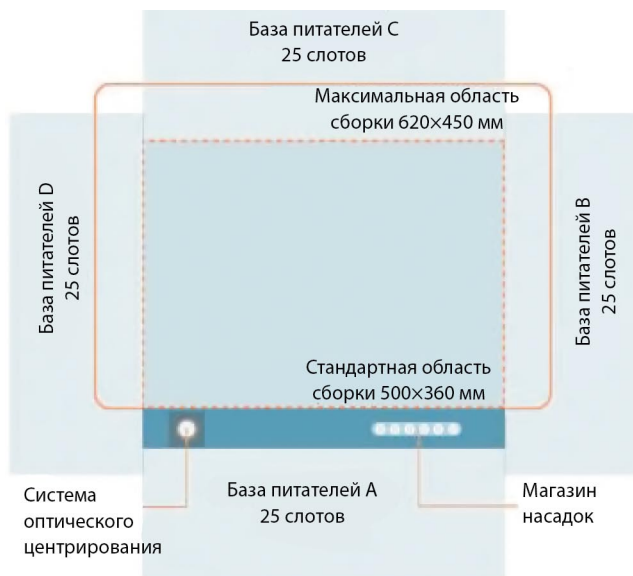 База питателей C
25 слотов
Максимальная область
сборки 620×450 мм
База питателей D
25 слотов
База питателей B
25 слотов
Стандартная область
сборки 500×360 мм
Система
оптического
центрирования
База питателей A
25 слотов
Магазин
насадок